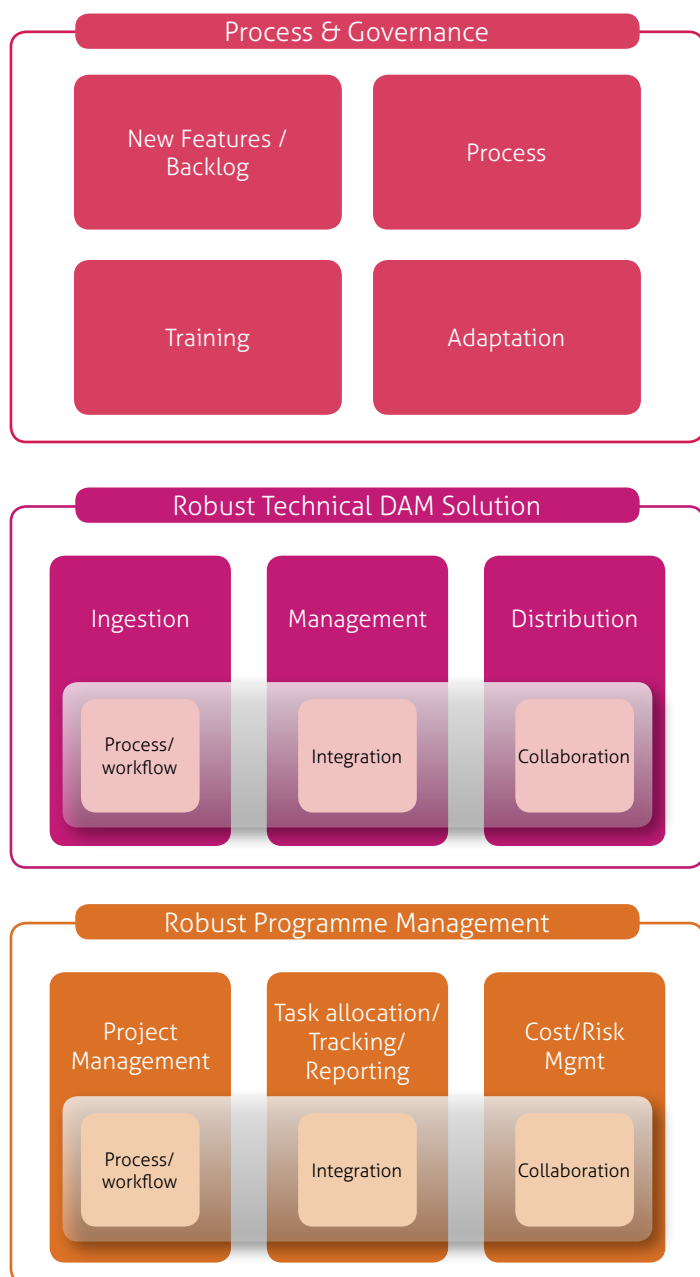 Process & Governance
New Features /
Backlog
Process
Training
Adaptation
Robust Technical DAM Solution
Ingestion
Management
Distribution
Process/
workflow
Integration
Collaboration
Robust Programme Management
Project
Management
Task allocation/
Tracking/
Reporting
Cost/Risk
Mgmt
Process/
workflow
Integration
Collaboration